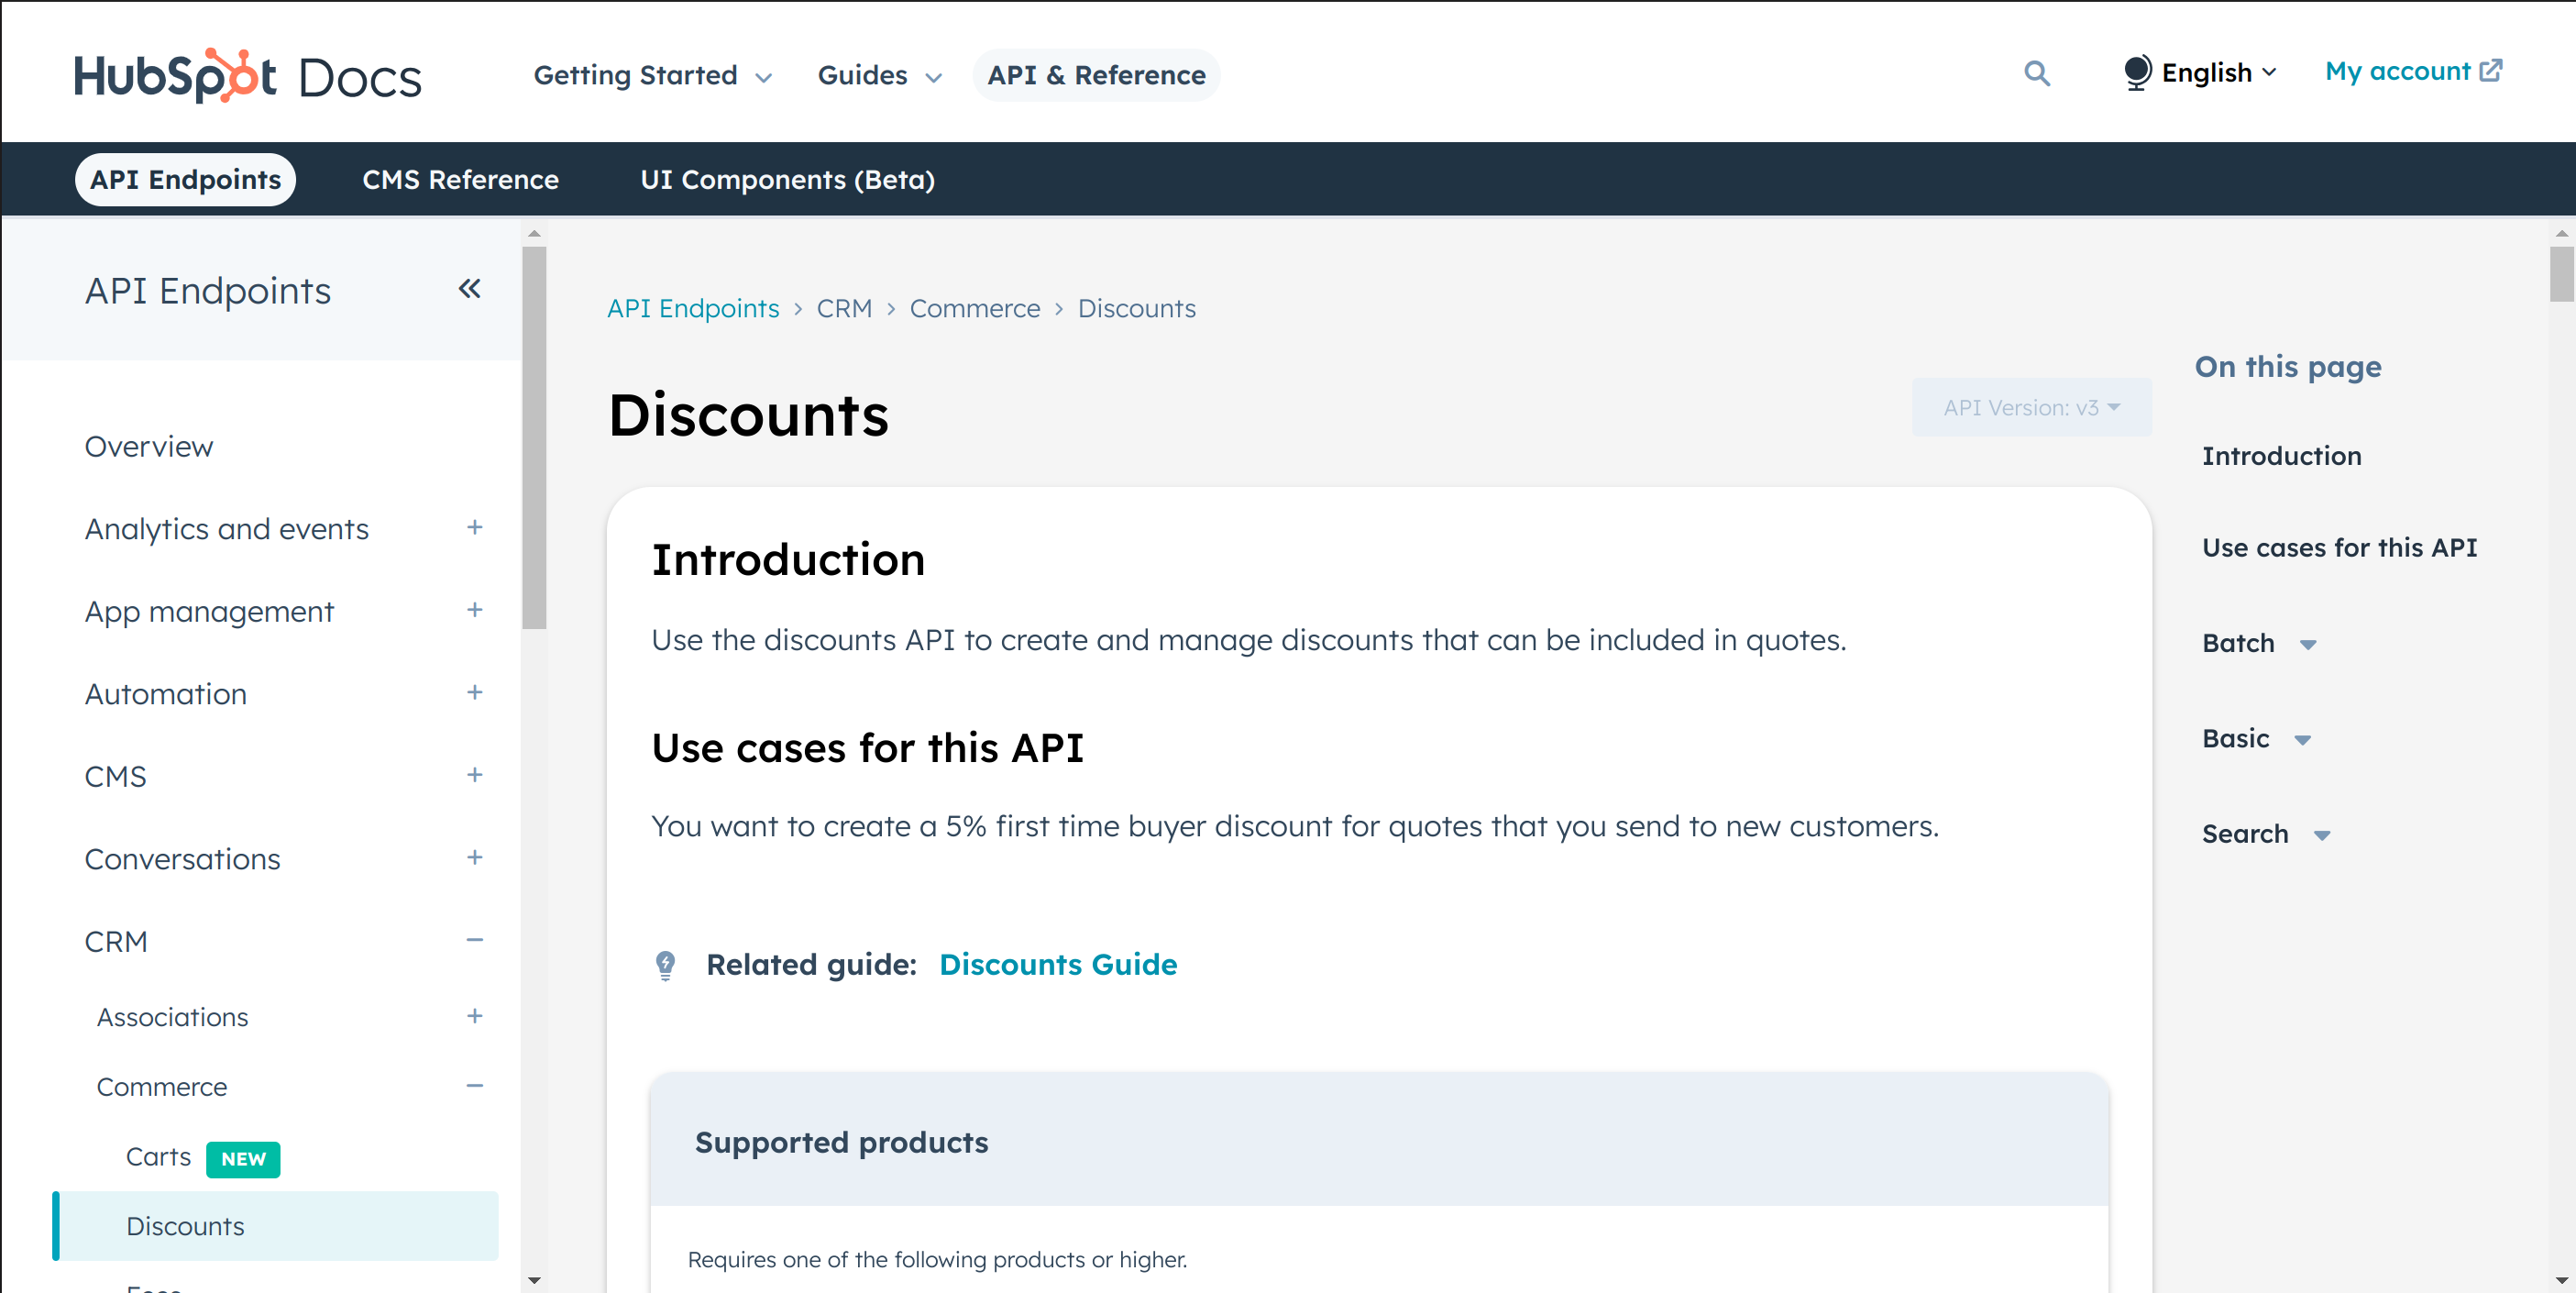 HubSpot Docs
Getting Started
Guides
API & Reference
English
My account
API Endpoints
CMS Reference
UI Components (Beta)
API Endpoints
Overview
Analytics and events
App management
Automation
CMS
Conversations
CRM
Associations
Commerce
Carts NEW
Discounts
API Endpoints > CRM > Commerce > Discounts
Discounts
API Version: v3
Introduction
Use the discounts API to create and manage discounts that can be included in quotes.
Use cases for this API
You want to create a 5% first time buyer discount for quotes that you send to new customers.
Related guide: Discounts Guide
Supported products
Requires one of the following products or higher.
On this page
Introduction
Use cases for this API
Batch
Basic
Search